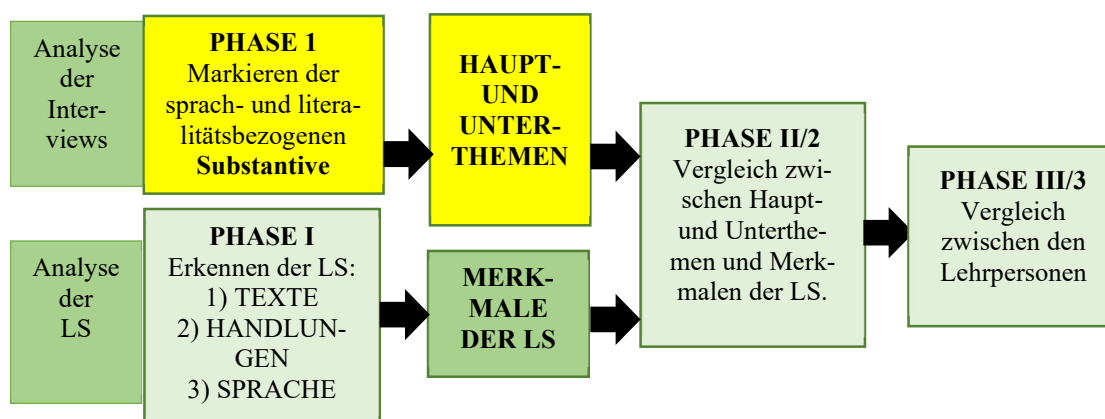 Analyse
der
Inter-
views
PHASE 1
Markieren der
sprach- und litera-
litätsbezogenen
Substantive
HAUPT-
UND
UNTER-
THEMEN
Analyse
der
LS
PHASE I
Erkennen der LS:
1) TEXTE
2) HANDLUN-
GEN
3) SPRACHE
MERK-
MALE
DER LS
PHASE II/2
Vergleich zwi-
schen Haupt-
und Unterthe-
men und Merk-
malen der LS.
PHASE III/3
Vergleich
zwischen den
Lehrpersonen